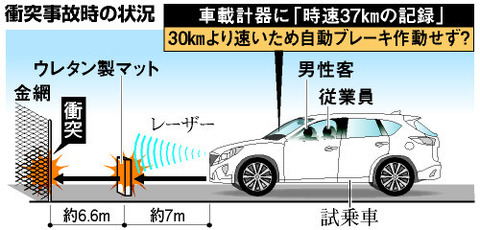 衝突事故時の状況
車載計器に「時速37kmの記録」
30kmより速いため自動ブレーキ作動せず?
ウレタン製マット
金網
衝突
レーザー
男性客
従業員
試乗車
約6.6m
約7m